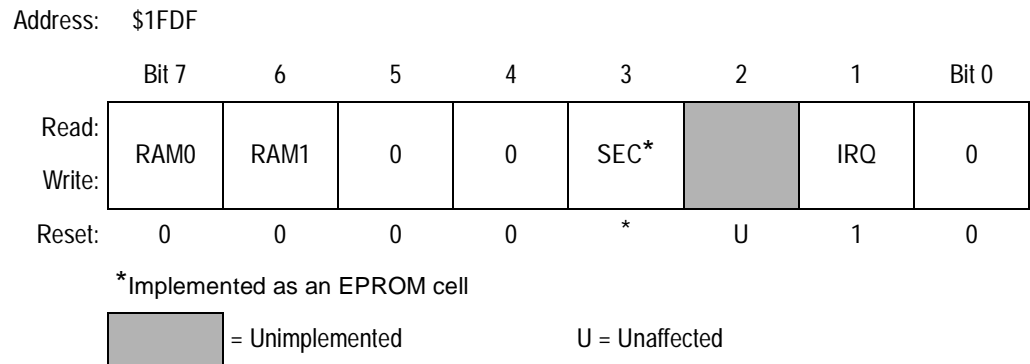 Address: $1FDF
Bit 7 6 5 4 3 2 1 Bit 0
Read:
RAM0 RAM1 0 0 SEC* IRQ 0
Write:
Reset: 0 0 0 0 * U 1 0
*Implemented as an EPROM cell
= Unimplemented U = Unaffected